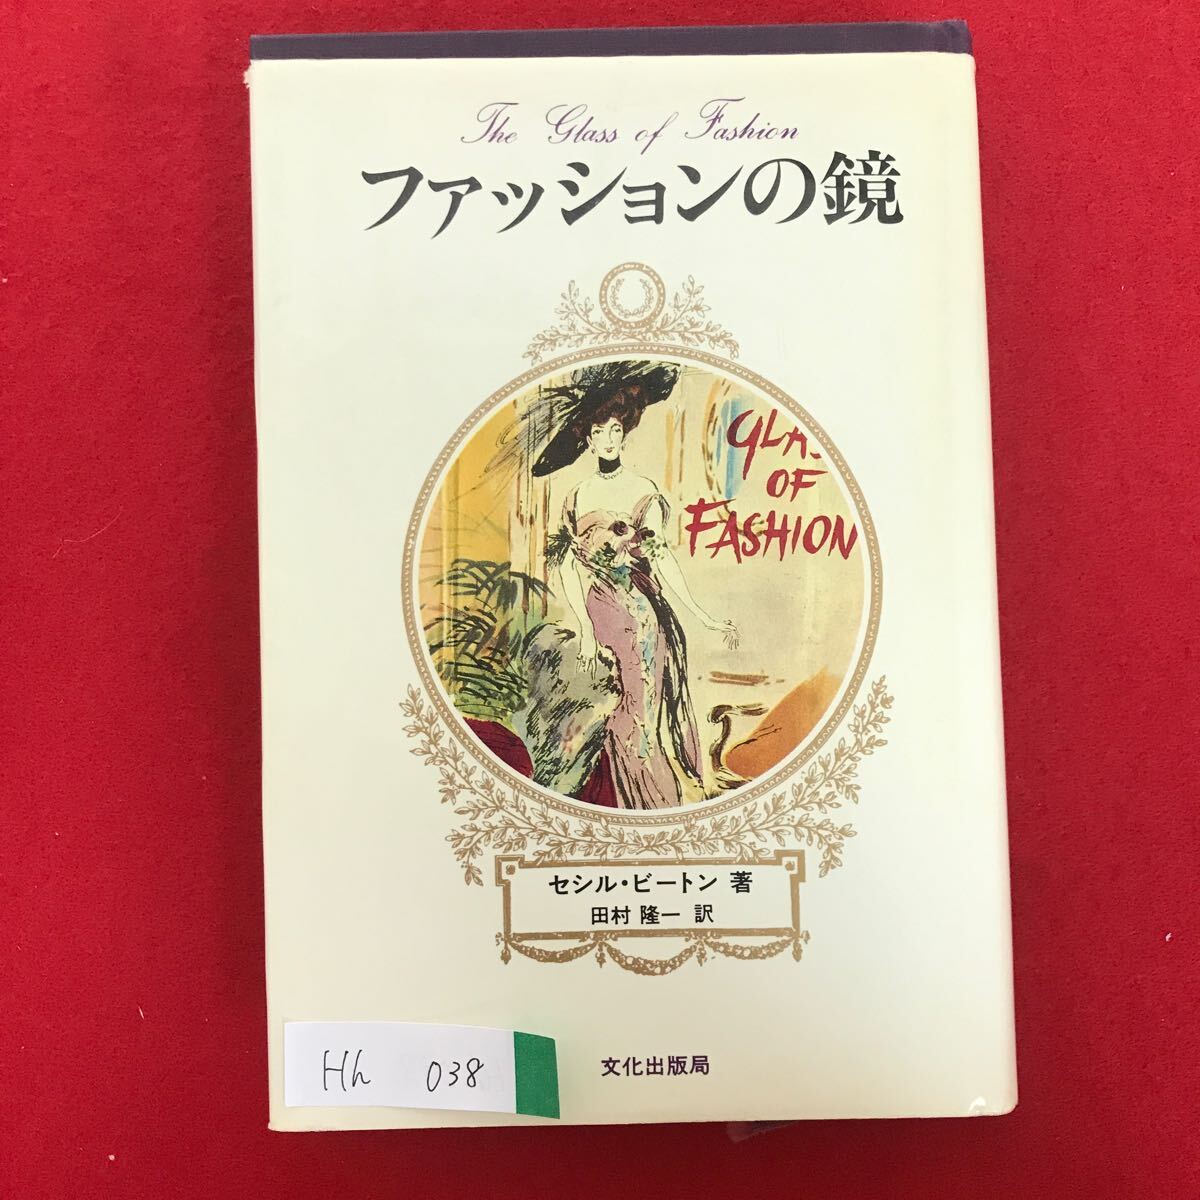 The Glass of Fashion
ファッションの鏡
GLA
OF
FASHION
セシル・ビートン 著
田村 隆一 訳
Hh 038
文化出版局